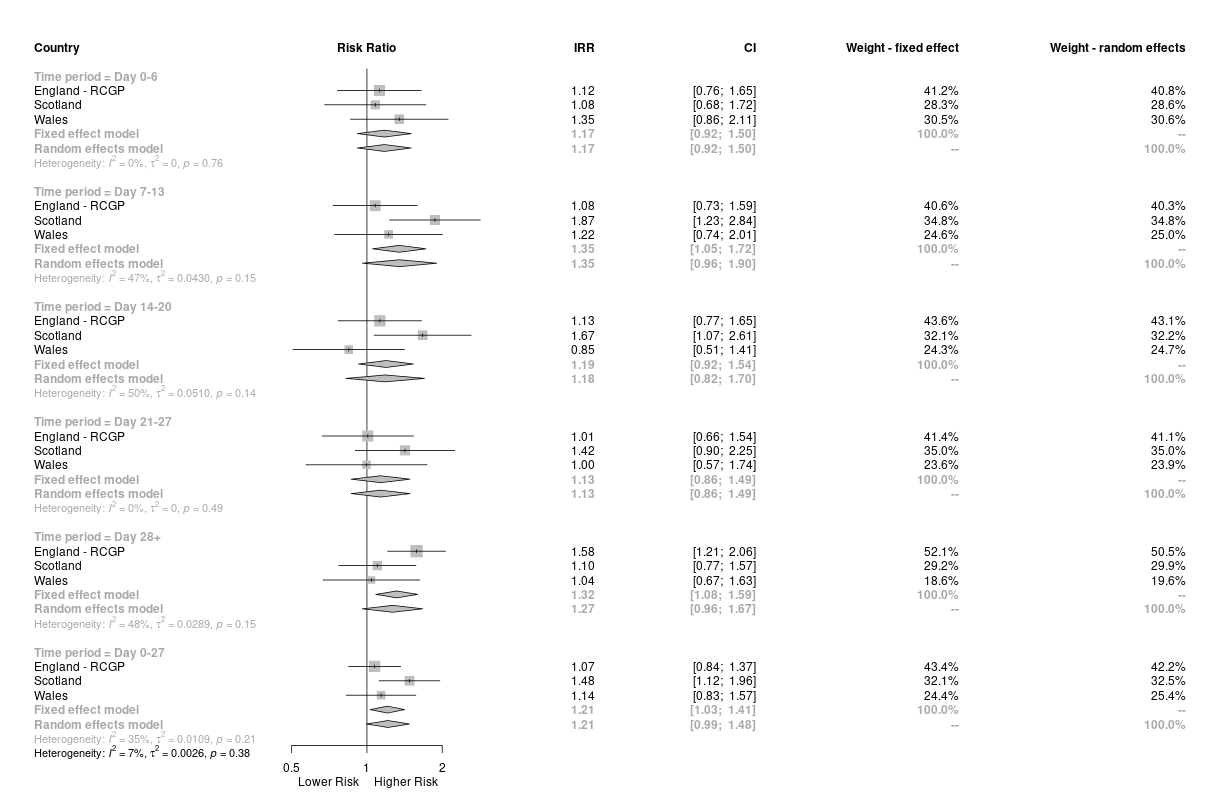 Country Risk Ratio IRR CI Weight - fixed effect Weight - random effects
Time period = Day 0-6
England - RCGP 1.12 [0.76; 1.65] 41.2% 40.8%
Scotland 1.08 [0.68; 1.72] 28.3% 28.6%
Wales 1.35 [0.86; 2.11] 30.5% 30.6%
Fixed effect model 1.17 [0.92; 1.50] 100.0% --
Random effects model 1.17 [0.92; 1.50] -- 100.0%
Heterogeneity: I² = 0%, τ² = 0, p = 0.76
Time period = Day 7-13
England - RCGP 1.08 [0.73; 1.59] 40.6% 40.3%
Scotland 1.87 [1.23; 2.84] 34.8% 34.8%
Wales 1.22 [0.74; 2.01] 24.6% 25.0%
Fixed effect model 1.35 [1.05; 1.72] 100.0% --
Random effects model 1.35 [0.96; 1.90] -- 100.0%
Heterogeneity: I² = 47%, τ² = 0.0430, p = 0.15
Time period = Day 14-20
England - RCGP 1.13 [0.77; 1.65] 43.6% 43.1%
Scotland 1.67 [1.07; 2.61] 32.1% 32.2%
Wales 0.85 [0.51; 1.41] 24.3% 24.7%
Fixed effect model 1.19 [0.92; 1.54] 100.0% --
Random effects model 1.18 [0.82; 1.70] -- 100.0%
Heterogeneity: I² = 50%, τ² = 0.0510, p = 0.14
Time period = Day 21-27
England - RCGP 1.01 [0.66; 1.54] 41.4% 41.1%
Scotland 1.42 [0.90; 2.25] 35.0% 35.0%
Wales 1.00 [0.57; 1.74] 23.6% 23.9%
Fixed effect model 1.13 [0.86; 1.49] 100.0% --
Random effects model 1.13 [0.86; 1.49] -- 100.0%
Heterogeneity: I² = 0%, τ² = 0, p = 0.49
Time period = Day 28+
England - RCGP 1.58 [1.21; 2.06] 52.1% 50.5%
Scotland 1.10 [0.77; 1.57] 29.2% 29.9%
Wales 1.04 [0.67; 1.63] 18.6% 19.6%
Fixed effect model 1.32 [1.08; 1.59] 100.0% --
Random effects model 1.27 [0.96; 1.67] -- 100.0%
Heterogeneity: I² = 48%, τ² = 0.0289, p = 0.15
Time period = Day 0-27
England - RCGP 1.07 [0.84; 1.37] 43.4% 42.2%
Scotland 1.48 [1.12; 1.96] 32.1% 32.5%
Wales 1.14 [0.83; 1.57] 24.4% 25.4%
Fixed effect model 1.21 [1.03; 1.41] 100.0% --
Random effects model 1.21 [0.99; 1.48] -- 100.0%
Heterogeneity: I² = 35%, τ² = 0.0109, p = 0.21
Heterogeneity: I² = 7%, τ² = 0.0026, p = 0.38
0.5 1 2
Lower Risk Higher Risk